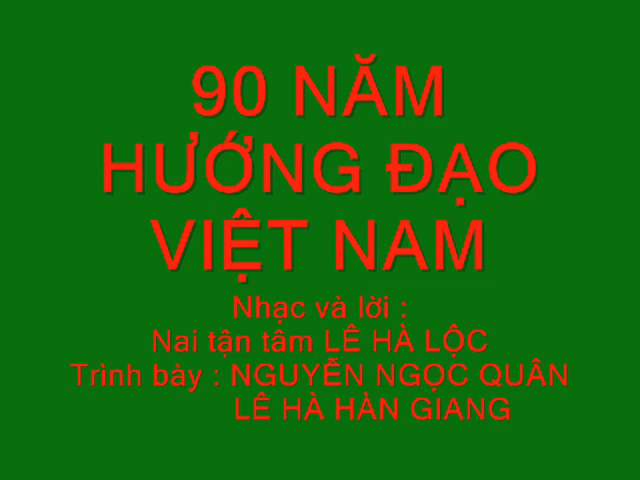 90 NĂM
HƯỚNG ĐẠO
VIỆT NAM
Nhạc và lời :
Nai tận tâm LÊ HÀ LỘC
Trình bày : NGUYỄN NGỌC QUÂN
LÊ HÀ HÀN GIANG